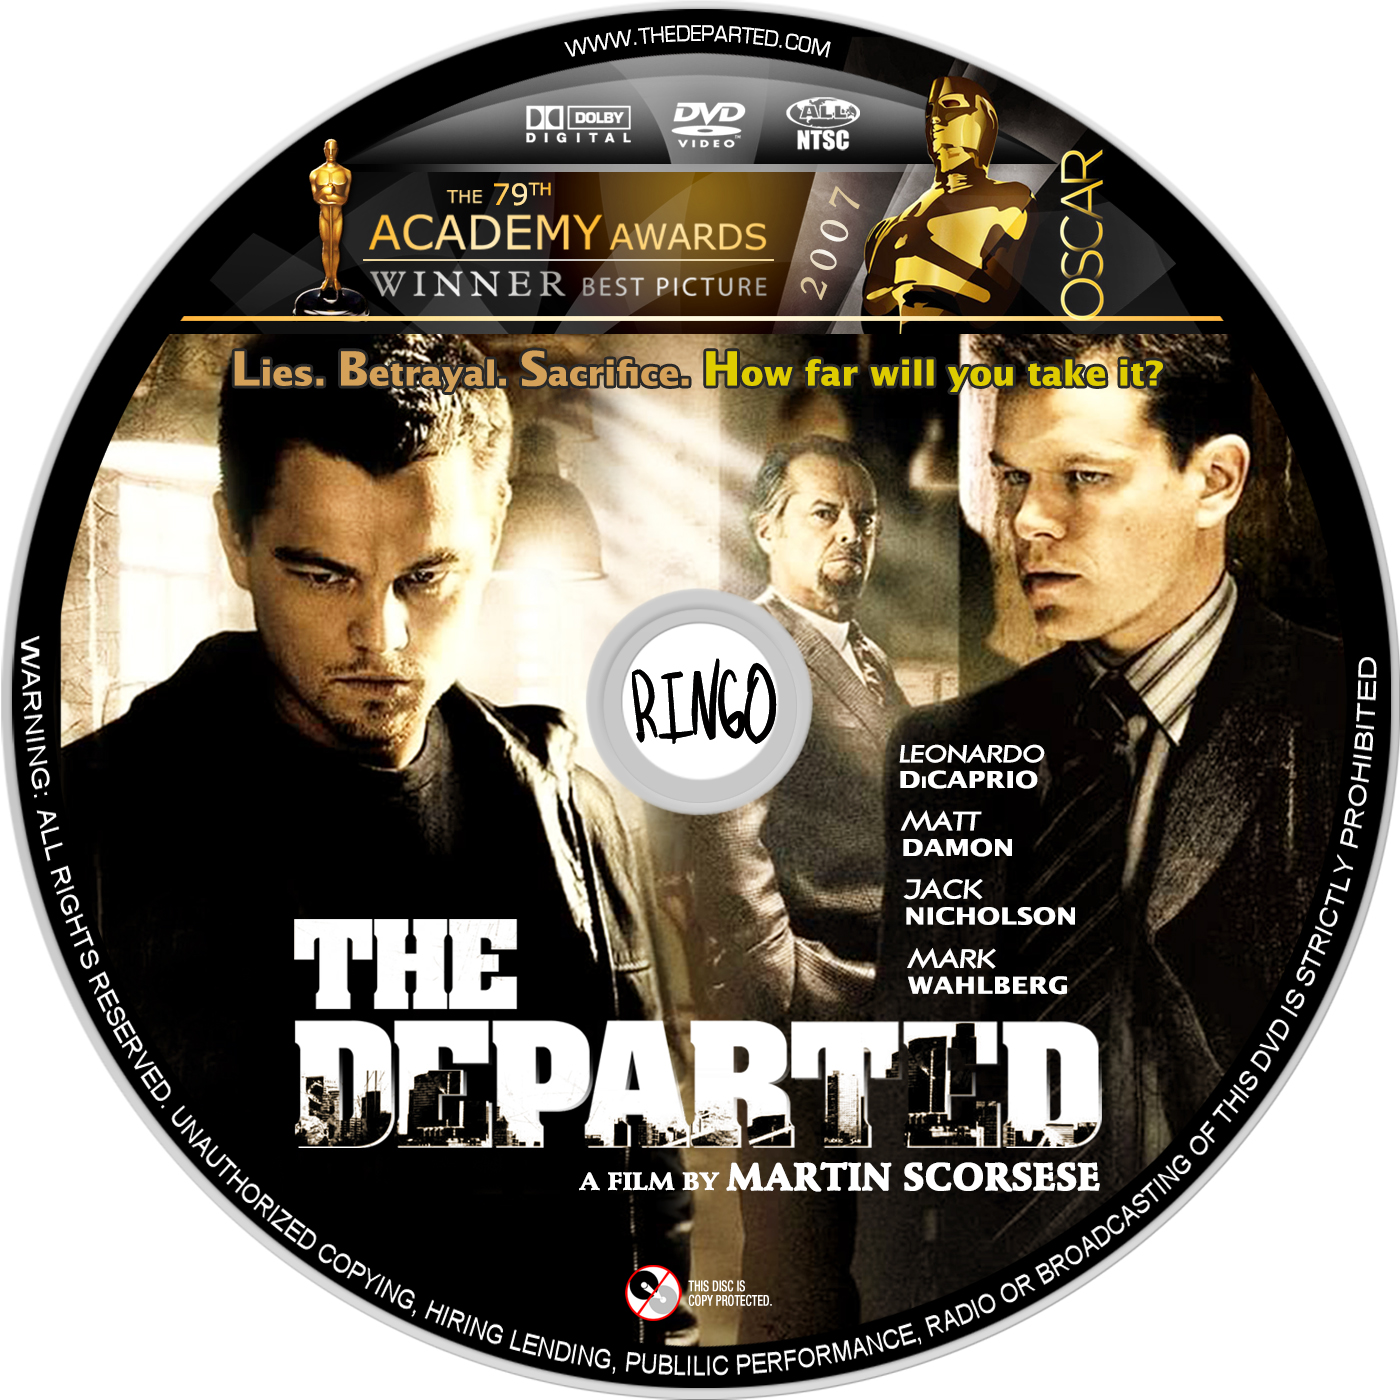 WWW.THEDEPARTED.COM
DOLBY
DIGITAL
DVD
VIDEO™
ALL
NTSC
THE 79TH
ACADEMY AWARDS
WINNER BEST PICTURE
2007
OSCAR
Lies. Betrayal. Sacrifice. How far will you take it?
RINGO
LEONARDO
DiCAPRIO
MATT
DAMON
JACK
NICHOLSON
MARK
WAHLBERG
THE
DEPARTED
A FILM BY MARTIN SCORSESE
THIS DISC IS
COPY PROTECTED.
WARNING: ALL RIGHTS RESERVED. UNAUTHORIZED COPYING, HIRING LENDING, PUBLILIC PERFORMANCE, RADIO OR BROADCASTING OF THIS DVD IS STRICTLY PROHIBITED